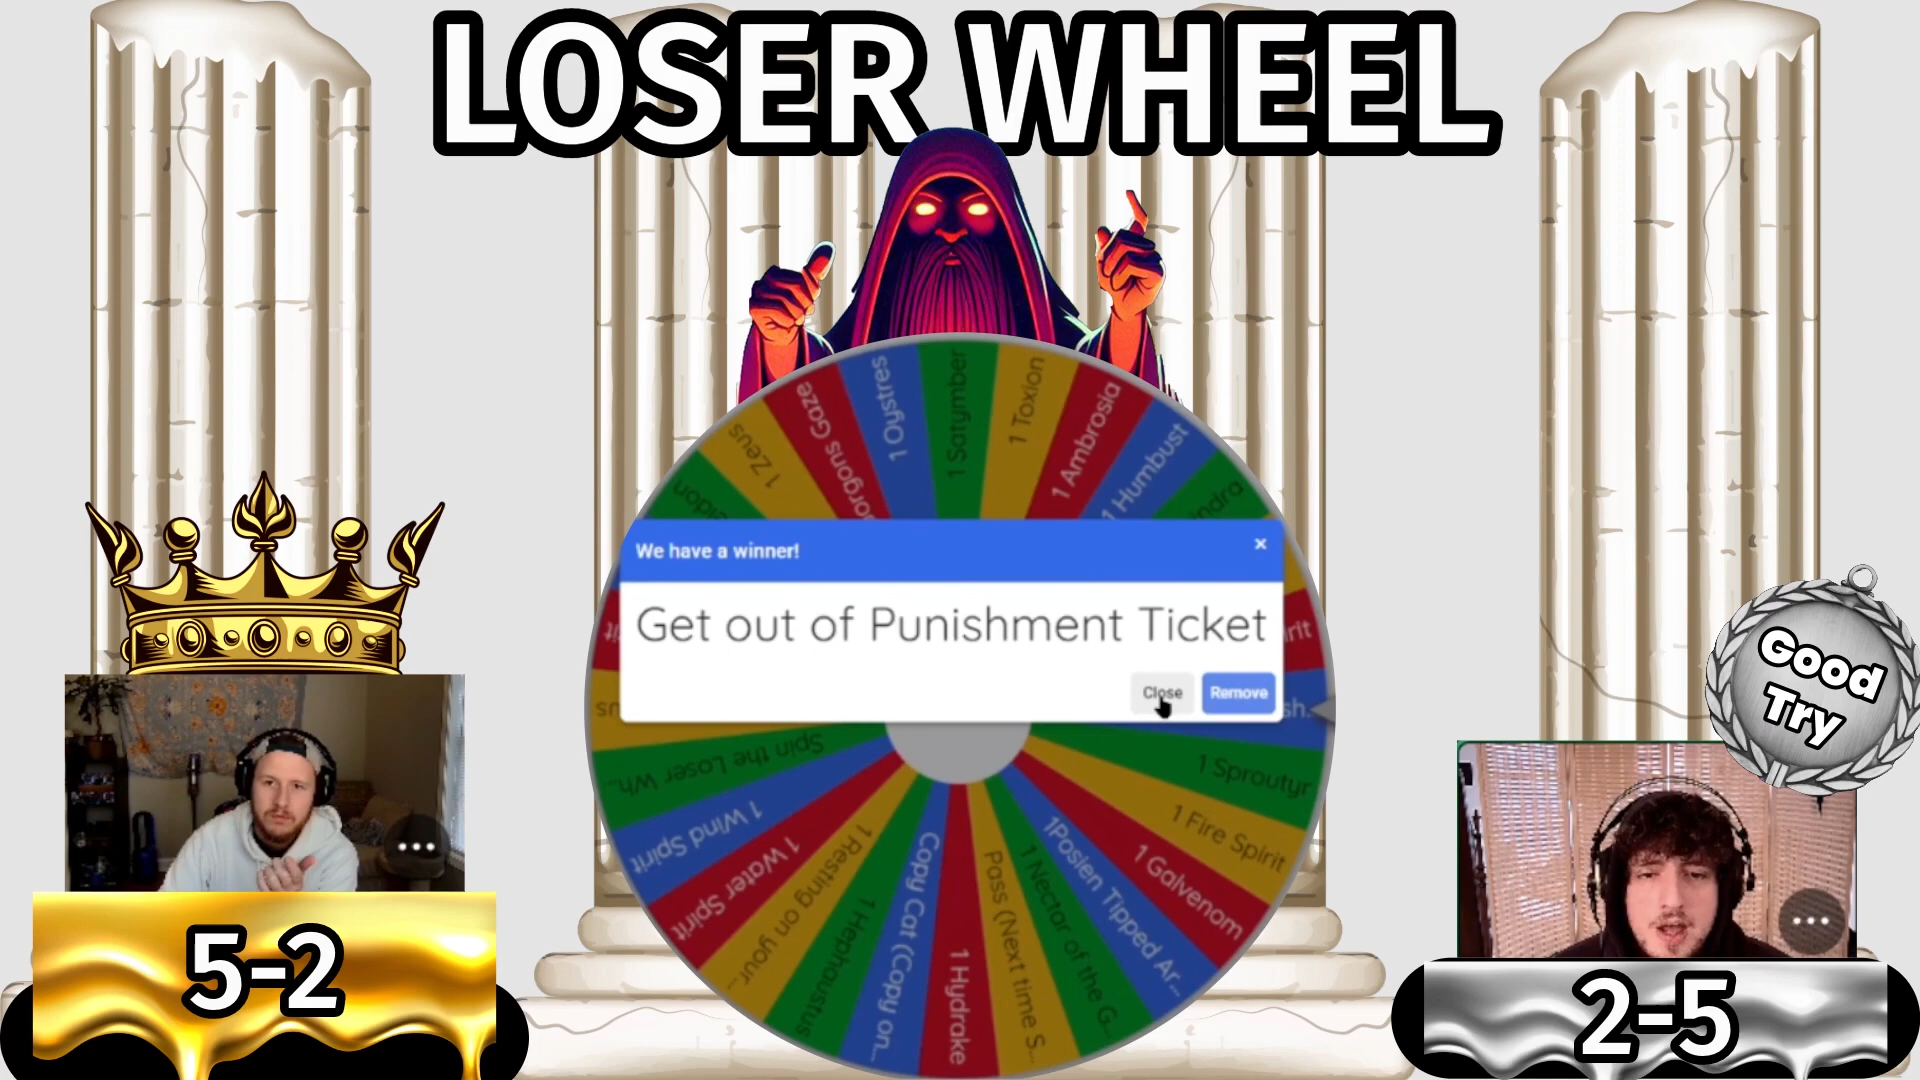 LOSER WHEEL
1 Zeus
orgons Gaze
1 Oystres
1 Satymber
1 Toxion
1 Ambrosia
1 Humbust
We have a winner!
×
Get out of Punishment Ticket
Close
Remove
Good
Try
Spin the Loser Wh...
1 Wind Spirit
1 Water Spirit
1 Resting on your...
1 Hephaustus
Copy Cat (Copy on...
1 Hydrake
Pass (Next time S...
1 Nectar of the G...
1Posien Tipped Ar...
1 Galvenom
1 Fire Spirit
1 Sproutyr
5-2
2-5